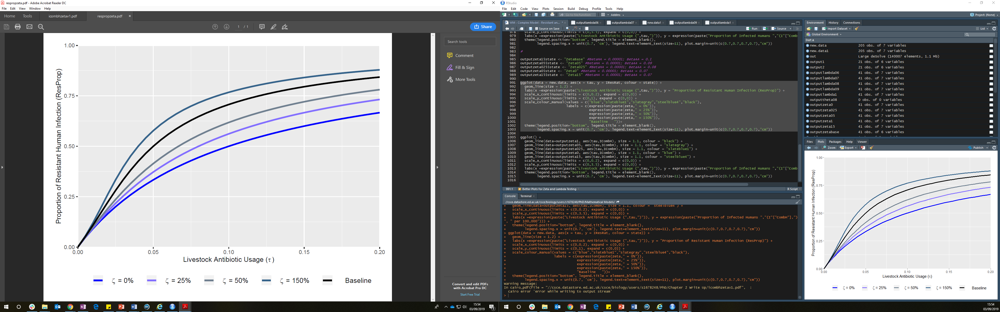 respropzeta.pdf - Adobe Acrobat Reader DC
File Edit View Window Help
Home Tools icombhzetav1.pdf respropzeta.pdf ×
1 / 1
Share
Search tools
Comment
Fill & Sign
More Tools
Convert and edit PDFs
with Acrobat Pro DC
Start Free Trial
Proportion of Resistant Human Infection (ResProp)
1.00
0.75
0.50
0.25
0.00
0.00 0.05 0.10 0.15 0.20
Livestock Antibiotic Usage (τ)
ζ = 0% ζ = 25% ζ = 50% ζ = 150% Baseline
15:54
03/09/2019
RStudio
File Edit Code View Plots Session Build Debug Profile Tools Help
Go to file/function Addins
Project: (None)
WM - Complex Model - Resistant an... × outputlambda06 × outputlambda07 × new.data1 × outputlambda09 × outputlambda1 ×
Source on Save Run Source
978 scale_y_continuous(limits = c(0,3.5), expand = c(0,0)) +
979 labs(x =expression(paste("Livestock Antibiotic Usage (",tau,")")), y = expression(paste("Proportion of Infected Humans ","(I"["Comb
980 theme(legend.position="bottom", legend.title = element_blank(),
981 legend.spacing.x = unit(0.7, 'cm'), legend.text=element_text(size=11), plot.margin=unit(c(0.7,0.7,0.7,0.7),"cm"))
982
983 #
984
985 outputzeta1$state <- "ZetaBase" #BetaHA = 0.00001; BetaAA = 0.1
986 outputzeta05$state <- "Zeta05" #BetaHA = 0.00001; BetaAA = 0.09
987 outputzeta025$state <- "Zeta025" #BetaHA = 0.00001; BetaAA = 0.08
988 outputzeta0$state <- "Zeta0" #BetaHA = 0.00001; BetaAA = 0.07
989 outputzeta15$state <- "Zeta15" #BetaHA = 0.00001; BetaAA = 0.07
990
991 ggplot(data = new.data, aes(x = tau, y = IResRat, colour = state)) +
992 geom_line(size = 1.2) +
993 labs(x =expression(paste("Livestock Antibiotic Usage (",tau,")")), y = "Proportion of Resistant Human Infection (ResProp)") +
994 scale_x_continuous(limits = c(0,0.2), expand = c(0,0)) +
995 scale_y_continuous(limits = c(0,1), expand = c(0,0)) +
996 scale_colour_manual(values = c("blue","slateblue1","slategray","steelblue4","black"),
997 labels = c(expression(paste(zeta," = 0%")),
998 expression(paste(zeta," = 25%")),
999 expression(paste(zeta," = 50%")),
1000 expression(paste(zeta," = 150%")),
1001 "Baseline   "))+
1002 theme(legend.position="bottom", legend.title = element_blank(),
1003 legend.spacing.x = unit(0.7, 'cm'), legend.text=element_text(size=11), plot.margin=unit(c(0.7,0.7,0.7,0.7),"cm"))
1004
1005 ggplot() +
1006 geom_line(data=outputzeta1, aes(tau,ICombH), size = 1.1, colour = "black") +
1007 geom_line(data=outputzeta05, aes(tau,ICombH), size = 1.1, colour = "slategray") +
1008 geom_line(data=outputzeta025, aes(tau,ICombH), size = 1.1, colour = "slateblue1") +
1009 geom_line(data=outputzeta0, aes(tau,ICombH), size = 1.1, colour = "blue") +
1010 geom_line(data=outputzeta15, aes(tau,ICombH), size = 1.1, colour = "steelblue4") +
1011 scale_x_continuous(limits = c(0,0.2), expand = c(0,0)) +
1012 scale_y_continuous(limits = c(0,3.5), expand = c(0,0)) +
1013 labs(x =expression(paste("Livestock Antibiotic Usage (",tau,")")), y = expression(paste("Proportion of Infected Humans ","(I"["Comb
1014 theme(legend.position="bottom", legend.title = element_blank(),
1015 legend.spacing.x = unit(0.7, 'cm'), legend.text=element_text(size=11), plot.margin=unit(c(0.7,0.7,0.7,0.7),"cm"))
1016
991:1 Better Plots for Zeta and Lambda Testing R Script
Console Terminal ×
//csce.datastore.ed.ac.uk/csce/biology/users/s1678248/PhD/Mathematical Models/
+ geom_line(data=outputzeta15, aes(tau,ICombH), size = 1.1, colour = "steelblue4") +
+ scale_x_continuous(limits = c(0,0.2), expand = c(0,0)) +
+ scale_y_continuous(limits = c(0,3.5), expand = c(0,0)) +
+ labs(x =expression(paste("Livestock Antibiotic Usage (",tau,")")), y = expression(paste("Proportion of Infected Humans ","(I"["CombH"],")
", " per 100,000"))) +
+ theme(legend.position="bottom", legend.title = element_blank(),
+ legend.spacing.x = unit(0.7, 'cm'), legend.text=element_text(size=11), plot.margin=unit(c(0.7,0.7,0.7,0.7),"cm"))
> ggplot(data = new.data, aes(x = tau, y = IResRat, colour = state)) +
+ geom_line(size = 1.2) +
+ labs(x =expression(paste("Livestock Antibiotic Usage (",tau,")")), y = "Proportion of Resistant Human Infection (ResProp)") +
+ scale_x_continuous(limits = c(0,0.2), expand = c(0,0)) +
+ scale_y_continuous(limits = c(0,1), expand = c(0,0)) +
+ scale_colour_manual(values = c("blue","slateblue1","slategray","steelblue4","black"),
+ labels = c(expression(paste(zeta," = 0%")),
+ expression(paste(zeta," = 25%")),
+ expression(paste(zeta," = 50%")),
+ expression(paste(zeta," = 150%")),
+ "Baseline   "))+
+ theme(legend.position="bottom", legend.title = element_blank(),
+ legend.spacing.x = unit(0.7, 'cm'), legend.text=element_text(size=11), plot.margin=unit(c(0.7,0.7,0.7,0.7),"cm"))
Warning message:
In cairo_pdf(file = "//csce.datastore.ed.ac.uk/csce/biology/users/s1678248/PhD/Chapter 2 Write Up/icombhzetav1.pdf", :
cairo error 'error while writing to output stream'
>
Environment History Connections
Import Dataset List
Global Environment
Data
new.data 205 obs. of 7 variables
new.data1 205 obs. of 7 variables
out Large deSolve (140007 elements, 1.1 Mb)
output1 21 obs. of 6 variables
output2 21 obs. of 6 variables
outputlambda06 41 obs. of 7 variables
outputlambda07 41 obs. of 7 variables
outputlambda08 41 obs. of 7 variables
outputlambda09 41 obs. of 7 variables
outputlambda1 41 obs. of 7 variables
outputtheta08 0 obs. of 0 variables
outputzeta0 41 obs. of 7 variables
outputzeta025 41 obs. of 7 variables
outputzeta05 41 obs. of 7 variables
outputzeta1 41 obs. of 7 variables
outputzeta15 41 obs. of 7 variables
outputzetabase 41 obs. of 6 variables
Files Plots Packages Help Viewer
Zoom Export Publish
Proportion of Resistant Human Infection (ResProp)
1.00
0.75
0.50
0.25
0.00
0.00 0.05 0.10 0.15 0.20
Livestock Antibiotic Usage (τ)
ζ = 0% ζ = 25% ζ = 50% ζ = 150% Baseline
15:54
03/09/2019